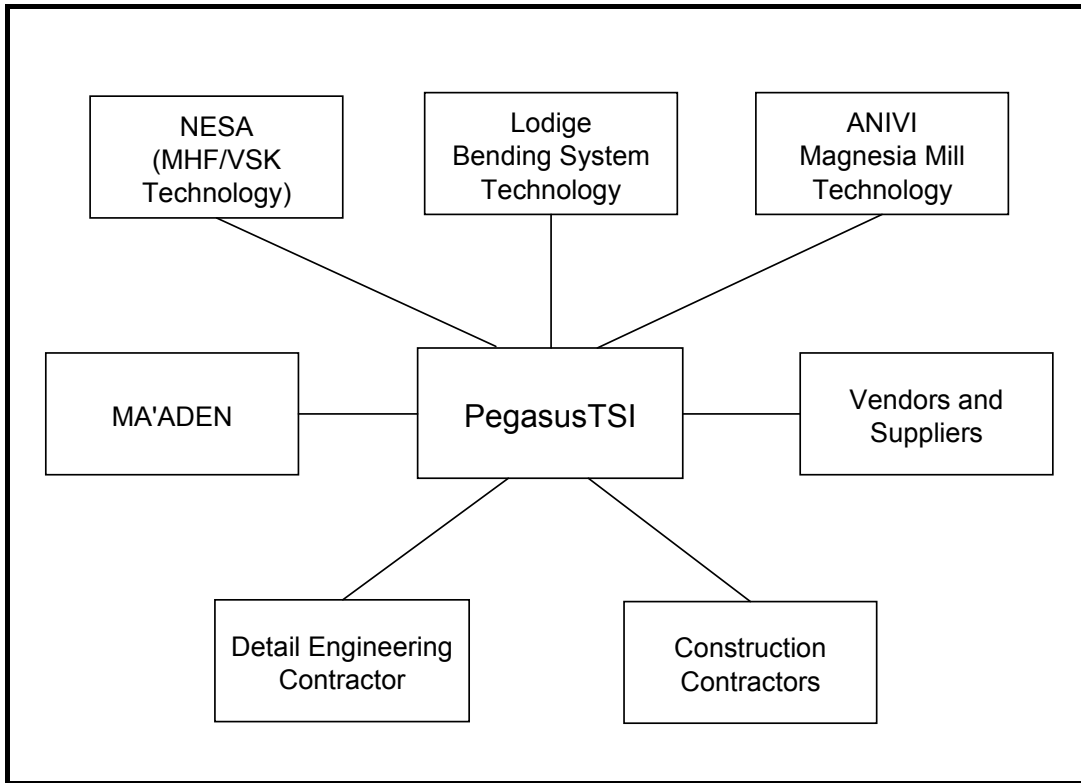 NESA
(MHF/VSK
Technology)
Lodige
Bending System
Technology
ANIVI
Magnesia Mill
Technology
MA'ADEN
PegasusTSI
Vendors and
Suppliers
Detail Engineering
Contractor
Construction
Contractors